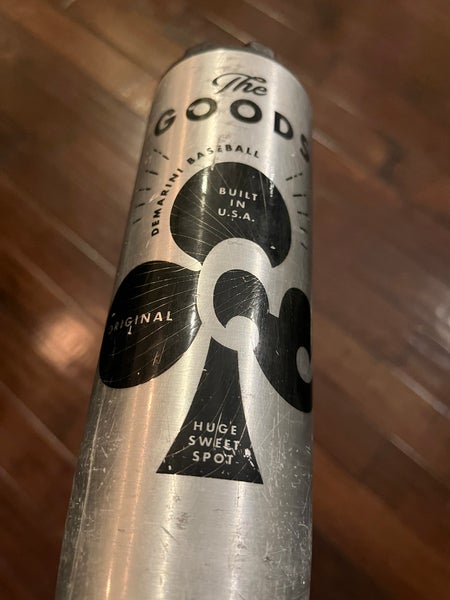 The
GOODS
DEMARINI BASEBALL
BUILT
IN
U.S.A.
ORIGINAL
HUGE
SWEET
SPOT